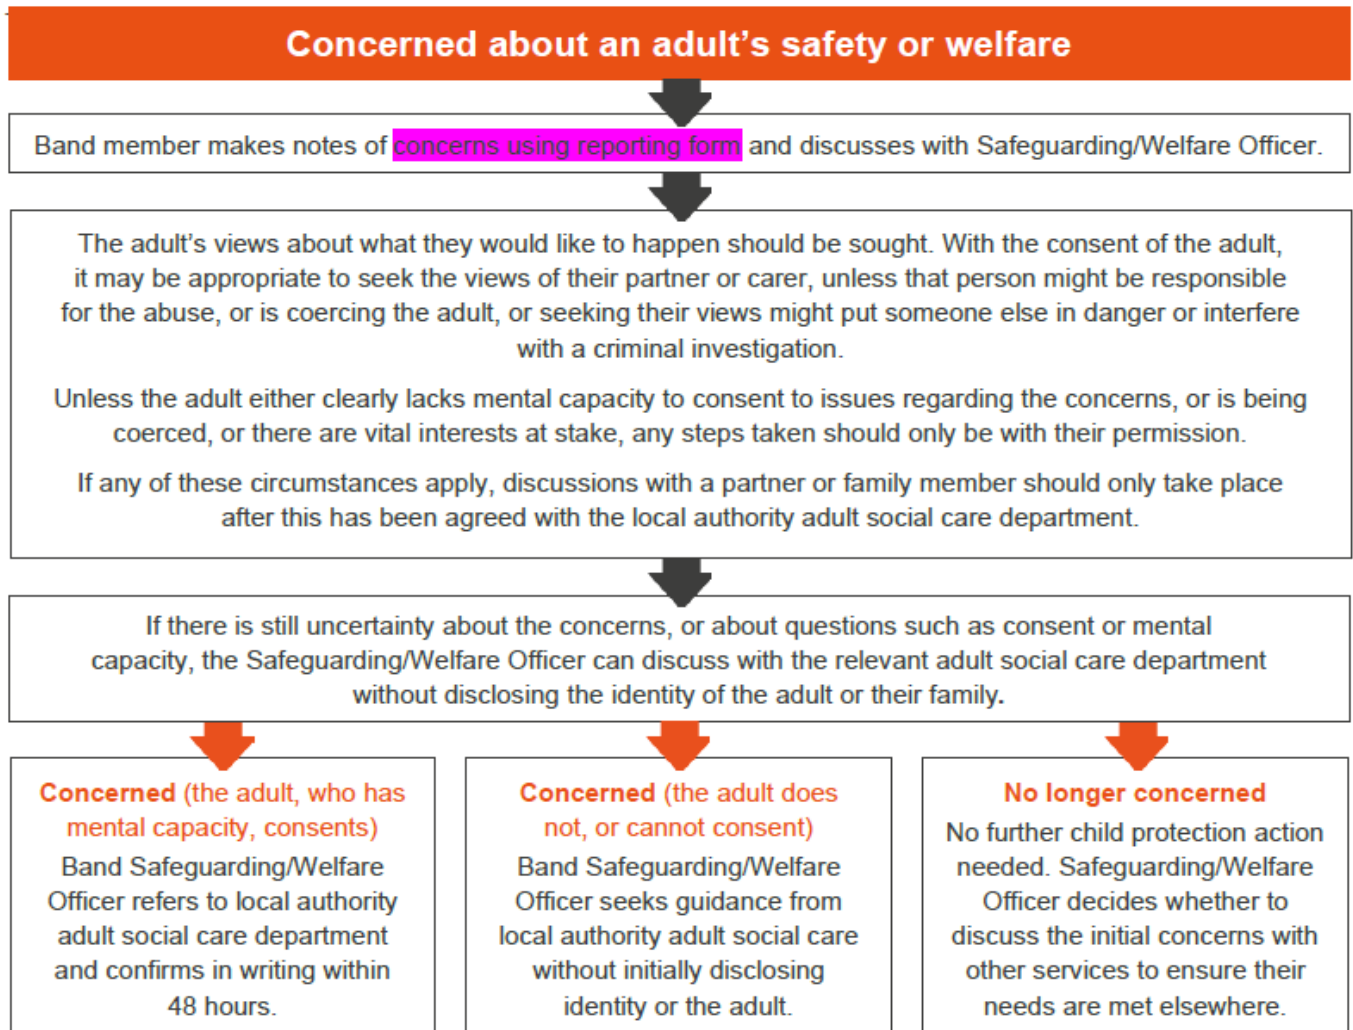 Concerned about an adult's safety or welfare
Band member makes notes of concerns using reporting form and discusses with Safeguarding/Welfare Officer.
The adult's views about what they would like to happen should be sought. With the consent of the adult,
it may be appropriate to seek the views of their partner or carer, unless that person might be responsible
for the abuse, or is coercing the adult, or seeking their views might put someone else in danger or interfere
with a criminal investigation.
Unless the adult either clearly lacks mental capacity to consent to issues regarding the concerns, or is being
coerced, or there are vital interests at stake, any steps taken should only be with their permission.
If any of these circumstances apply, discussions with a partner or family member should only take place
after this has been agreed with the local authority adult social care department.
If there is still uncertainty about the concerns, or about questions such as consent or mental
capacity, the Safeguarding/Welfare Officer can discuss with the relevant adult social care department
without disclosing the identity of the adult or their family.
Concerned (the adult, who has
mental capacity, consents)
Band Safeguarding/Welfare
Officer refers to local authority
adult social care department
and confirms in writing within
48 hours.
Concerned (the adult does
not, or cannot consent)
Band Safeguarding/Welfare
Officer seeks guidance from
local authority adult social care
without initially disclosing
identity or the adult.
No longer concerned
No further child protection action
needed. Safeguarding/Welfare
Officer decides whether to
discuss the initial concerns with
other services to ensure their
needs are met elsewhere.